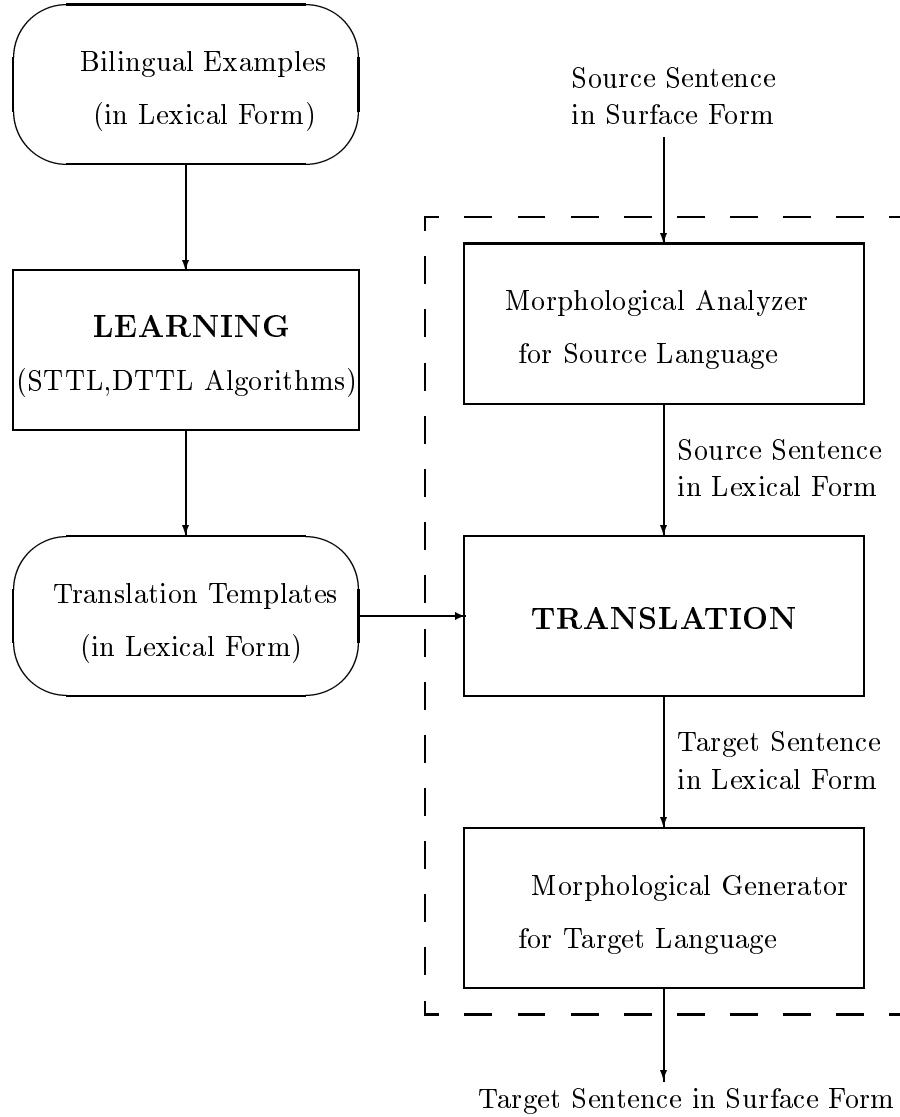 Bilingual Examples
(in Lexical Form)
LEARNING
(STTL,DTTL Algorithms)
Translation Templates
(in Lexical Form)
Source Sentence
in Surface Form
Morphological Analyzer
for Source Language
Source Sentence
in Lexical Form
TRANSLATION
Target Sentence
in Lexical Form
Morphological Generator
for Target Language
Target Sentence in Surface Form